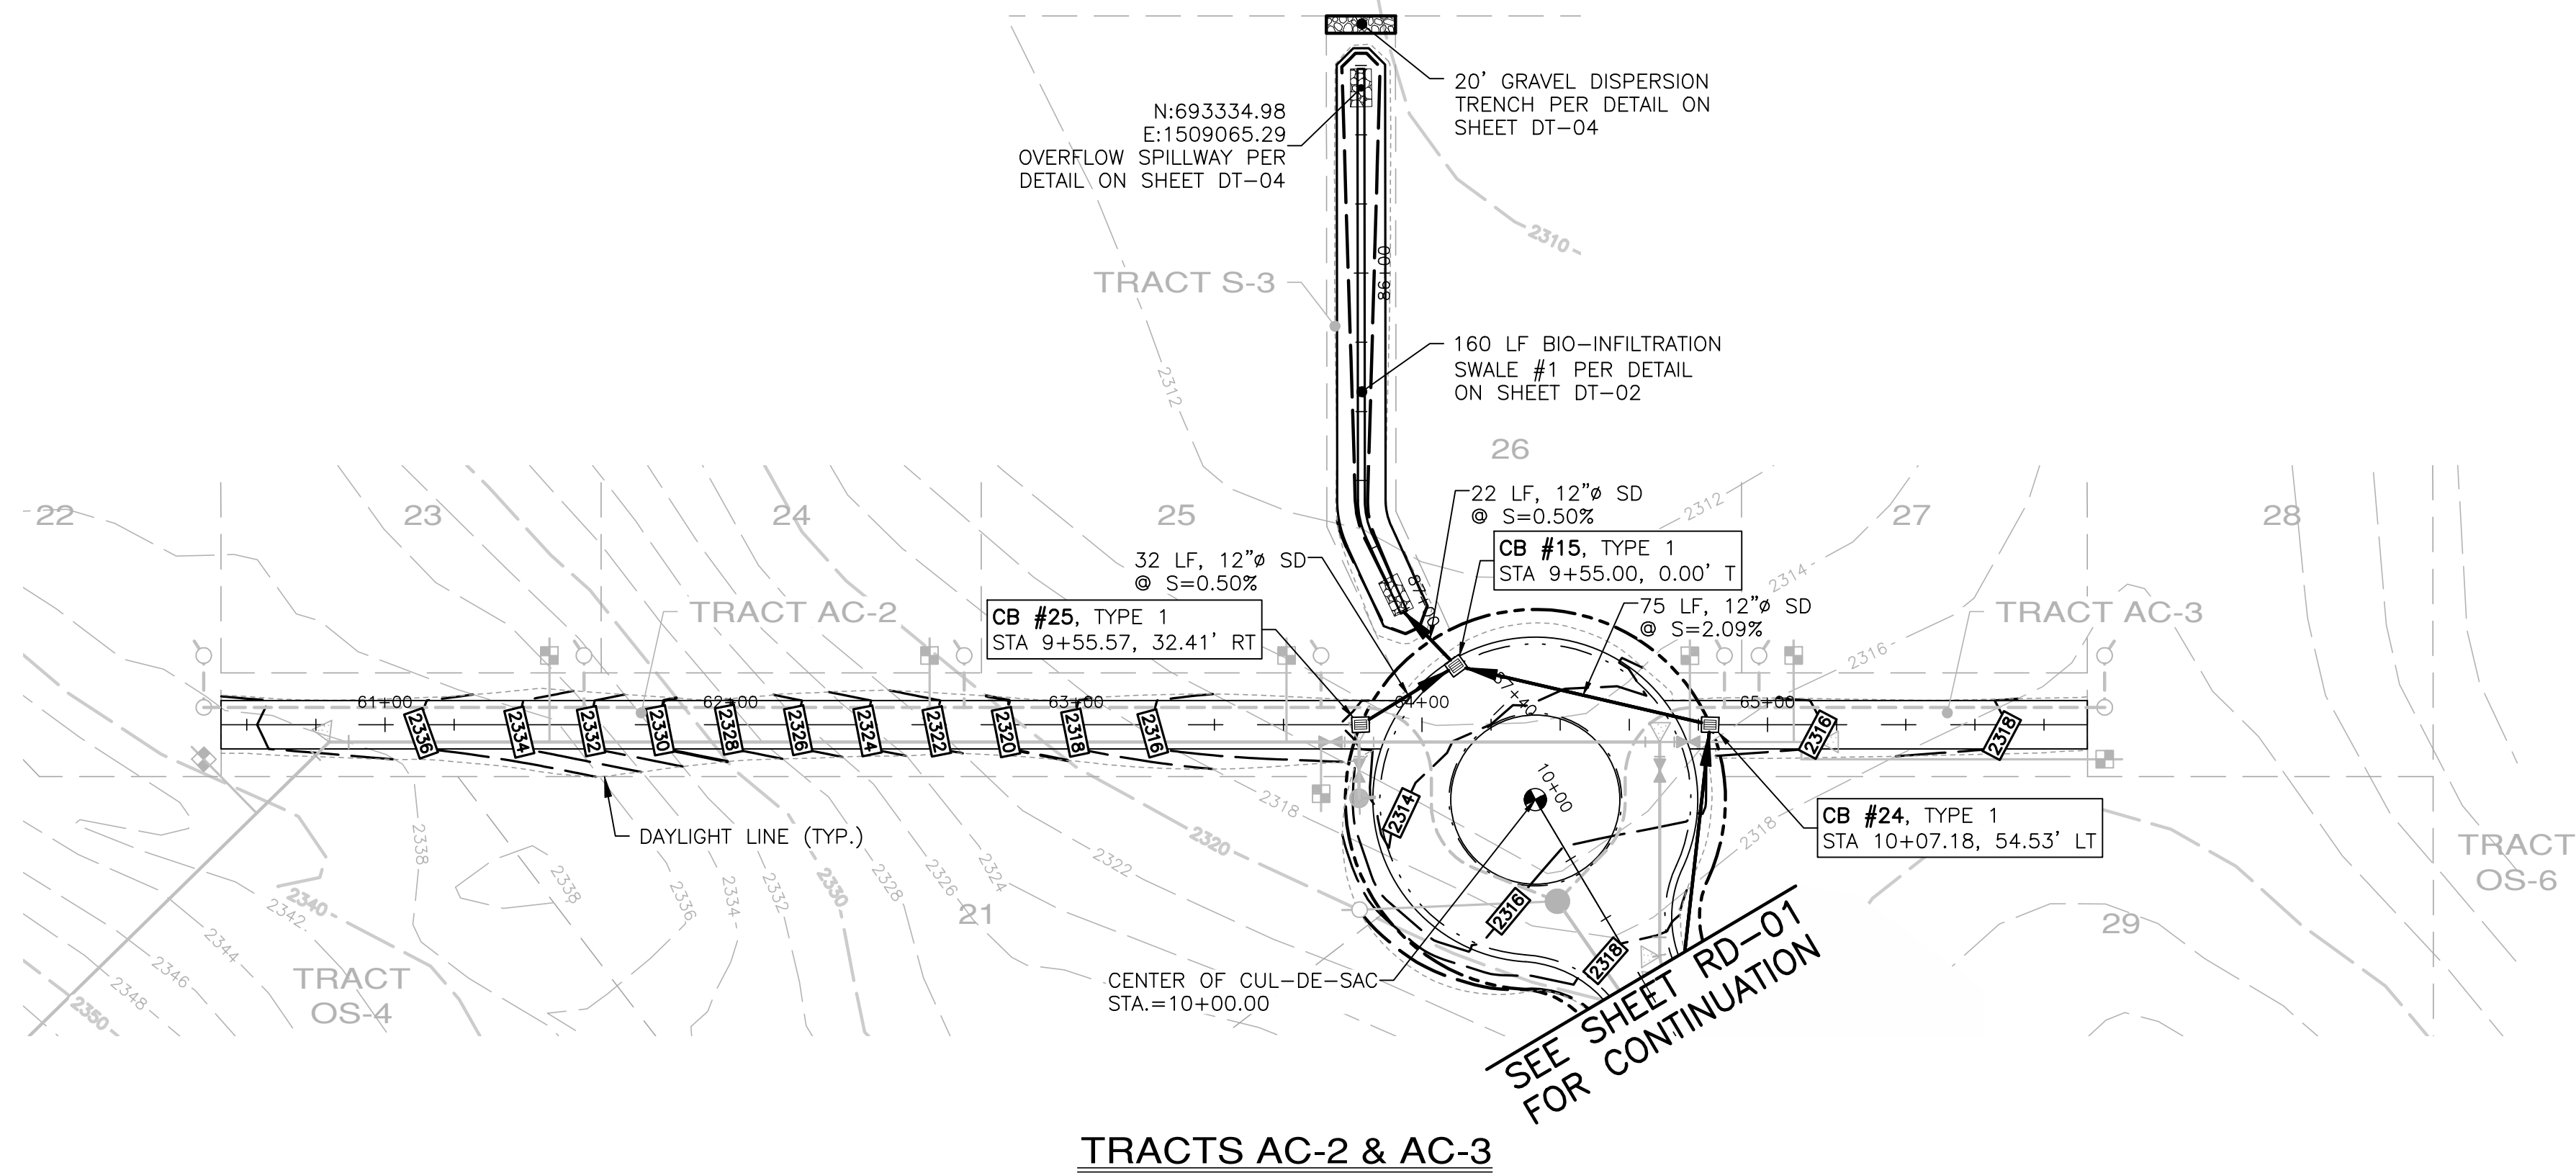 20' GRAVEL DISPERSION
TRENCH PER DETAIL ON
SHEET DT-04
N:693334.98
E:1509065.29
OVERFLOW SPILLWAY PER
DETAIL ON SHEET DT-04
2310
TRACT S-3
86+00
160 LF BIO-INFILTRATION
SWALE #1 PER DETAIL
ON SHEET DT-02
2312
26
22
23
24
25
27
28
22 LF, 12"ø SD
@ S=0.50%
2312
CB #15, TYPE 1
STA 9+55.00, 0.00' T
32 LF, 12"ø SD
@ S=0.50%
2314
87+00
CB #25, TYPE 1
STA 9+55.57, 32.41' RT
75 LF, 12"ø SD
@ S=2.09%
TRACT AC-2
TRACT AC-3
2316
87+40
61+00
62+00
63+00
64+00
65+00
2336
2334
2332
2330
2328
2326
2324
2322
2320
2318
2316
2316
2318
10+00
2314
2318
2318
CB #24, TYPE 1
STA 10+07.18, 54.53' LT
DAYLIGHT LINE (TYP.)
2338
2320
2322
2324
2326
2328
2330
2332
2334
2336
2338
2340
2342
2344
2346
2348
2350
21
29
TRACT
OS-6
TRACT
OS-4
2316
2318
CENTER OF CUL-DE-SAC
STA.=10+00.00
SEE SHEET RD-01
FOR CONTINUATION
TRACTS AC-2 & AC-3